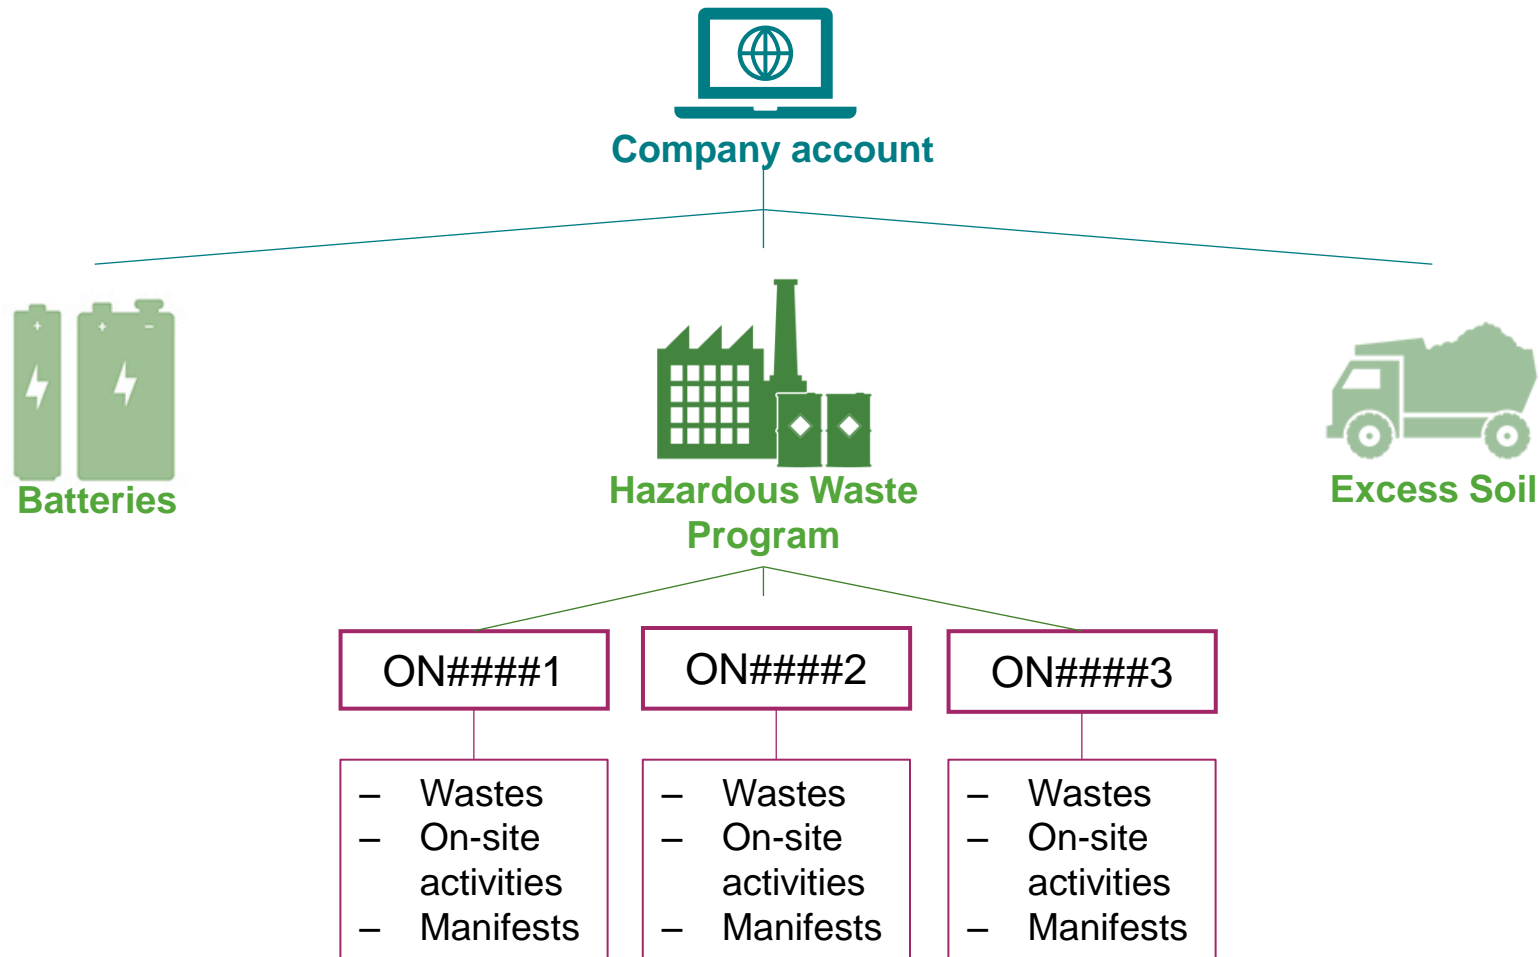 Company account
Batteries
Hazardous Waste
Program
Excess Soil
ON####1
ON####2
ON####3
– Wastes
– On-site
activities
– Manifests
– Wastes
– On-site
activities
– Manifests
– Wastes
– On-site
activities
– Manifests